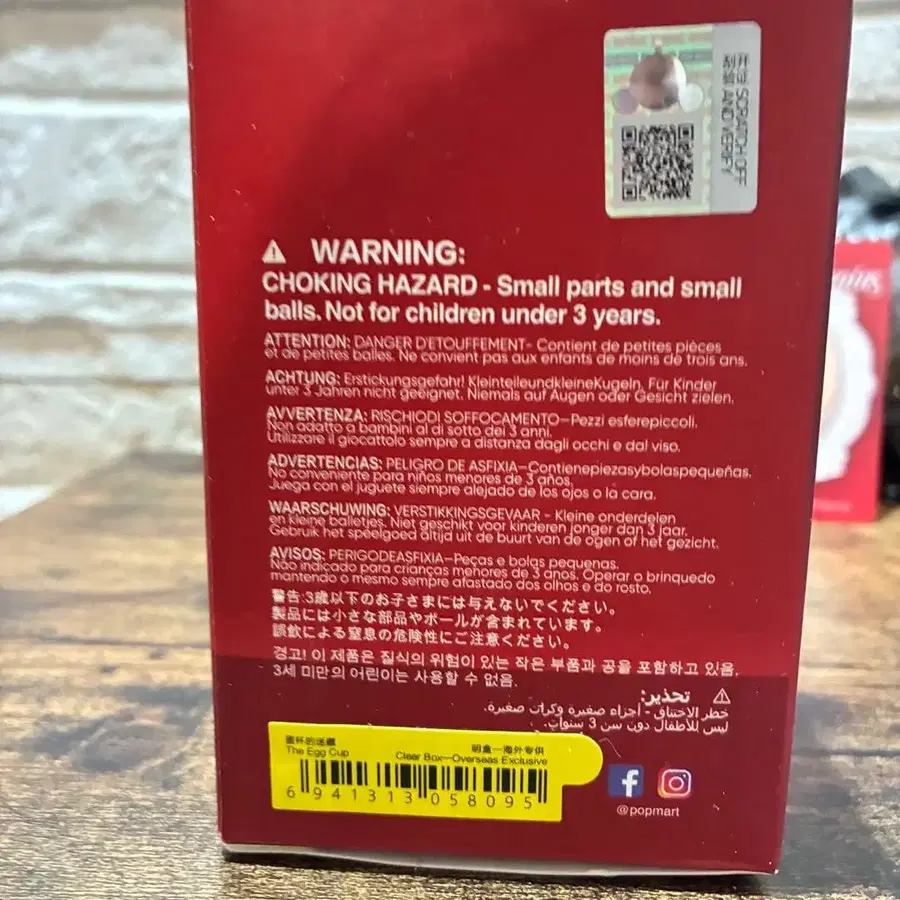 SCRATCH OFF
AND VERIFY
WARNING:
CHOKING HAZARD - Small parts and small
balls. Not for children under 3 years.
ATTENTION: DANGER D'ETOUFFEMENT- Contient de petites pièces
et de petites balles. Ne convient pas aux enfants de moins de trois ans.
ACHTUNG: Erstickungsgefahr! KleinteileundkleineKugeln. Für Kinder
unter 3 Jahren nicht geeignet. Niemals auf Augen oder Gesicht zielen.
AVVERTENZA: RISCHIODI SOFFOCAMENTO—Pezzi esferepiccoli.
Non adatto a bambini al di sotto dei 3 anni.
Utilizzare il giocattolo sempre a distanza dagli occhi e dal viso.
ADVERTENCIAS: PELIGRO DE ASFIXIA—Contienepiezasybolaspequeñas.
No conveniente para niños menores de 3 años.
Juega con el juguete siempre alejado de los ojos o la cara.
WAARSCHUWING: VERSTIKKINGSGEVAAR - Kleine onderdelen
en kleine balletjes. Niet geschikt voor kinderen jonger dan 3 jaar.
Gebruik het speelgoed altijd uit de buurt van de ogen of het gezicht.
AVISOS: PERIGODEASFIXIA—Peças e bolas pequenas.
Não indicado para crianças menores de 3 anos. Operar o brinquedo
mantendo o mesmo sempre afastado dos olhos e do rosto.
警告:3歳以下のお子さまには与えないでください。
製品には小さな部品やボールが含まれています。
誤飲による窒息の危険性にご注意ください。
경고! 이 제품은 질식의 위험이 있는 작은 부품과 공을 포함하고 있음.
3세 미만의 어린이는 사용할 수 없음.
تحذير:
خطر الاختناق - أجزاء صغيرة وكرات صغيرة.
ليس للأطفال دون سن 3 سنوات.
蛋杯的迷藏
The Egg Cup
明盒—海外专供
Clear Box—Overseas Exclusive
6 941313 058095
@popmart